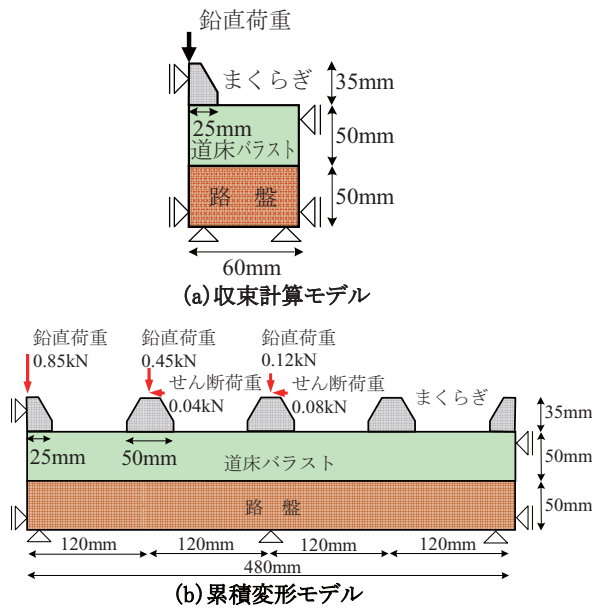 鉛直荷重
まくらぎ
35mm
25mm
道床バラスト
50mm
路 盤
50mm
60mm
(a)収束計算モデル
鉛直荷重 鉛直荷重 鉛直荷重
0.85kN 0.45kN 0.12kN
せん断荷重 せん断荷重 まくらぎ
0.04kN 0.08kN
35mm
25mm 50mm
道床バラスト
50mm
路 盤
50mm
120mm 120mm 120mm 120mm
480mm
(b)累積変形モデル